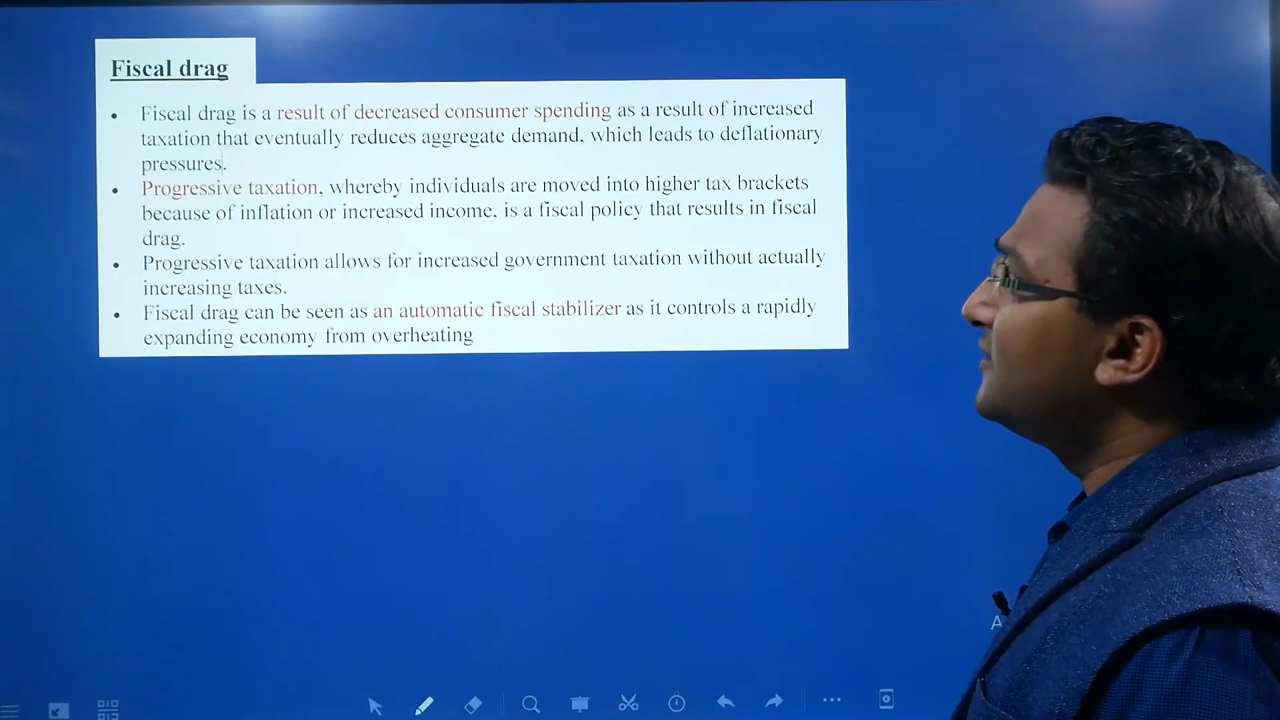 Fiscal drag
• Fiscal drag is a result of decreased consumer spending as a result of increased
taxation that eventually reduces aggregate demand, which leads to deflationary
pressures.
• Progressive taxation, whereby individuals are moved into higher tax brackets
because of inflation or increased income, is a fiscal policy that results in fiscal
drag.
• Progressive taxation allows for increased government taxation without actually
increasing taxes.
• Fiscal drag can be seen as an automatic fiscal stabilizer as it controls a rapidly
expanding economy from overheating
A